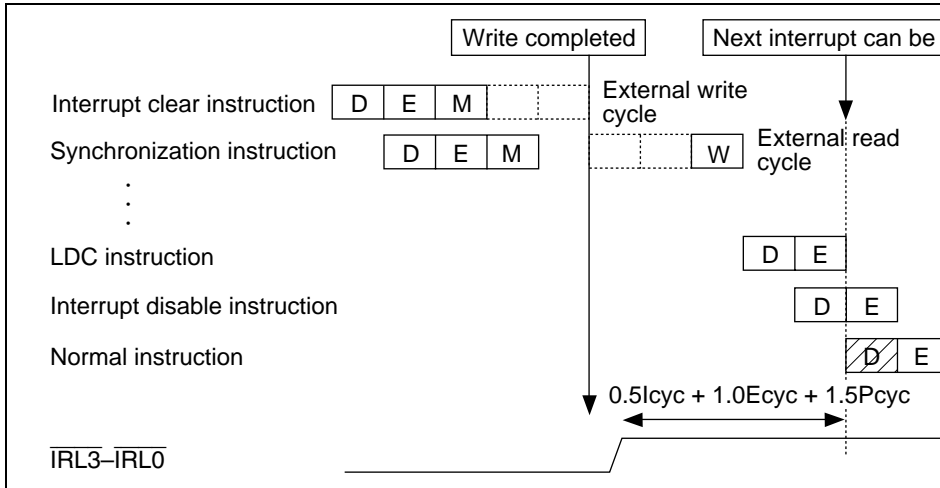 Write completed
Next interrupt can be
Interrupt clear instruction D E M
External write
cycle
Synchronization instruction D E M W
External read
cycle
.
.
.
LDC instruction D E
Interrupt disable instruction D E
Normal instruction D E
0.5Icyc + 1.0Ecyc + 1.5Pcyc
IRL3–IRL0